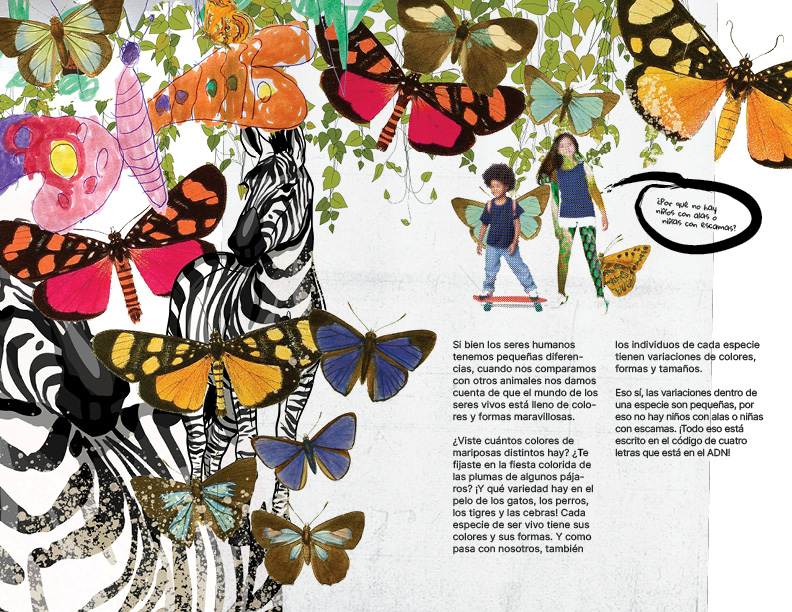 ¿Por qué no hay
niños con alas o
niñas con escamas?
Si bien los seres humanos
tenemos pequeñas diferen-
cias, cuando nos comparamos
con otros animales nos damos
cuenta de que el mundo de los
seres vivos está lleno de colo-
res y formas maravillosas.
¿Viste cuántos colores de
mariposas distintos hay? ¿Te
fijaste en la fiesta colorida de
las plumas de algunos pája-
ros? ¡Y qué variedad hay en el
pelo de los gatos, los perros,
los tigres y las cebras! Cada
especie de ser vivo tiene sus
colores y sus formas. Y como
pasa con nosotros, también
los individuos de cada especie
tienen variaciones de colores,
formas y tamaños.
Eso sí, las variaciones dentro de
una especie son pequeñas, por
eso no hay niños con alas o niñas
con escamas. ¡Todo eso está
escrito en el código de cuatro
letras que está en el ADN!